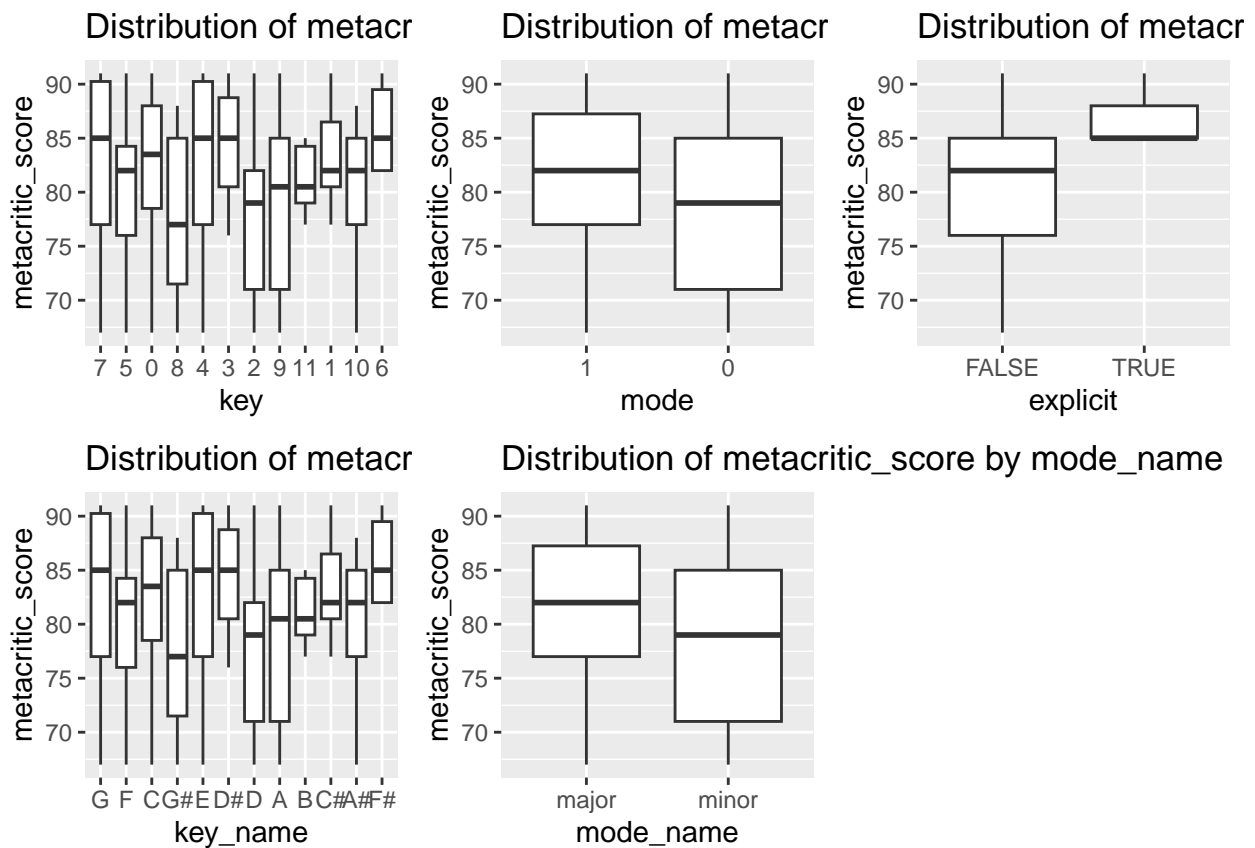 Distribution of metacr
metacritic_score
90
85
80
75
70
7 5 0 8 4 3 2 9 11 1 10 6
key
Distribution of metacr
metacritic_score
90
85
80
75
70
1 0
mode
Distribution of metacr
metacritic_score
90
85
80
75
70
FALSE TRUE
explicit
Distribution of metacr
metacritic_score
90
85
80
75
70
G F C G# E D# D A B C# A# F#
key_name
Distribution of metacritic_score by mode_name
metacritic_score
90
85
80
75
70
major minor
mode_name